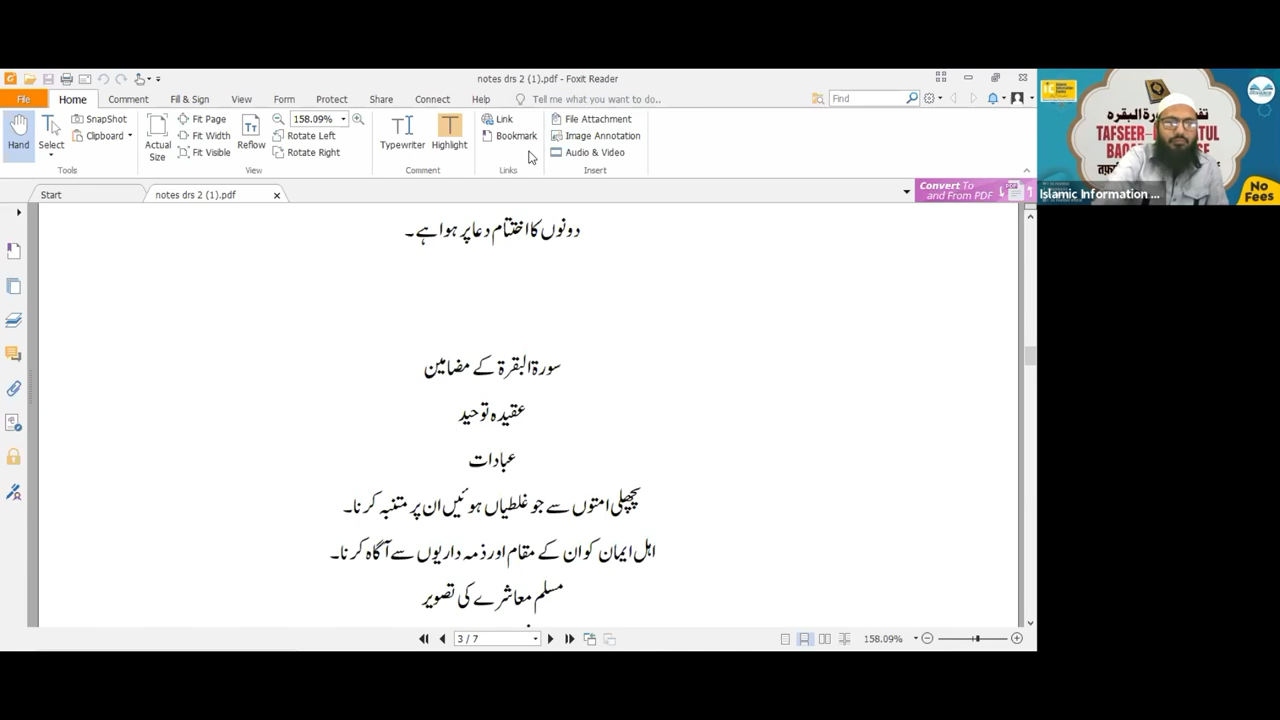 notes drs 2 (1).pdf - Foxit Reader
File Home Comment Fill & Sign View Form Protect Share Connect Help Tell me what you want to do.. Find
Hand Select SnapShot Clipboard
Actual Size Fit Page Fit Width Fit Visible Reflow 158.09% Rotate Left Rotate Right
Typewriter Highlight
Link Bookmark
File Attachment Image Annotation Audio & Video
Tools View Comment Links Insert
Start notes drs 2 (1).pdf
Convert To and From PDF
دونوں کا اختتام دعا پر ہوا ہے۔
سورۃ البقرۃ کے مضامین
عقیدہ توحید
عبادات
پچھلی امتوں سے جو غلطیاں ہوئیں ان پر متنبہ کرنا۔
اہل ایمان کو ان کے مقام اور ذمہ داریوں سے آگاہ کرنا۔
مسلم معاشرے کی تصویر
3 / 7 158.09%
TAFSEER
No Fees
Islamic Information ...